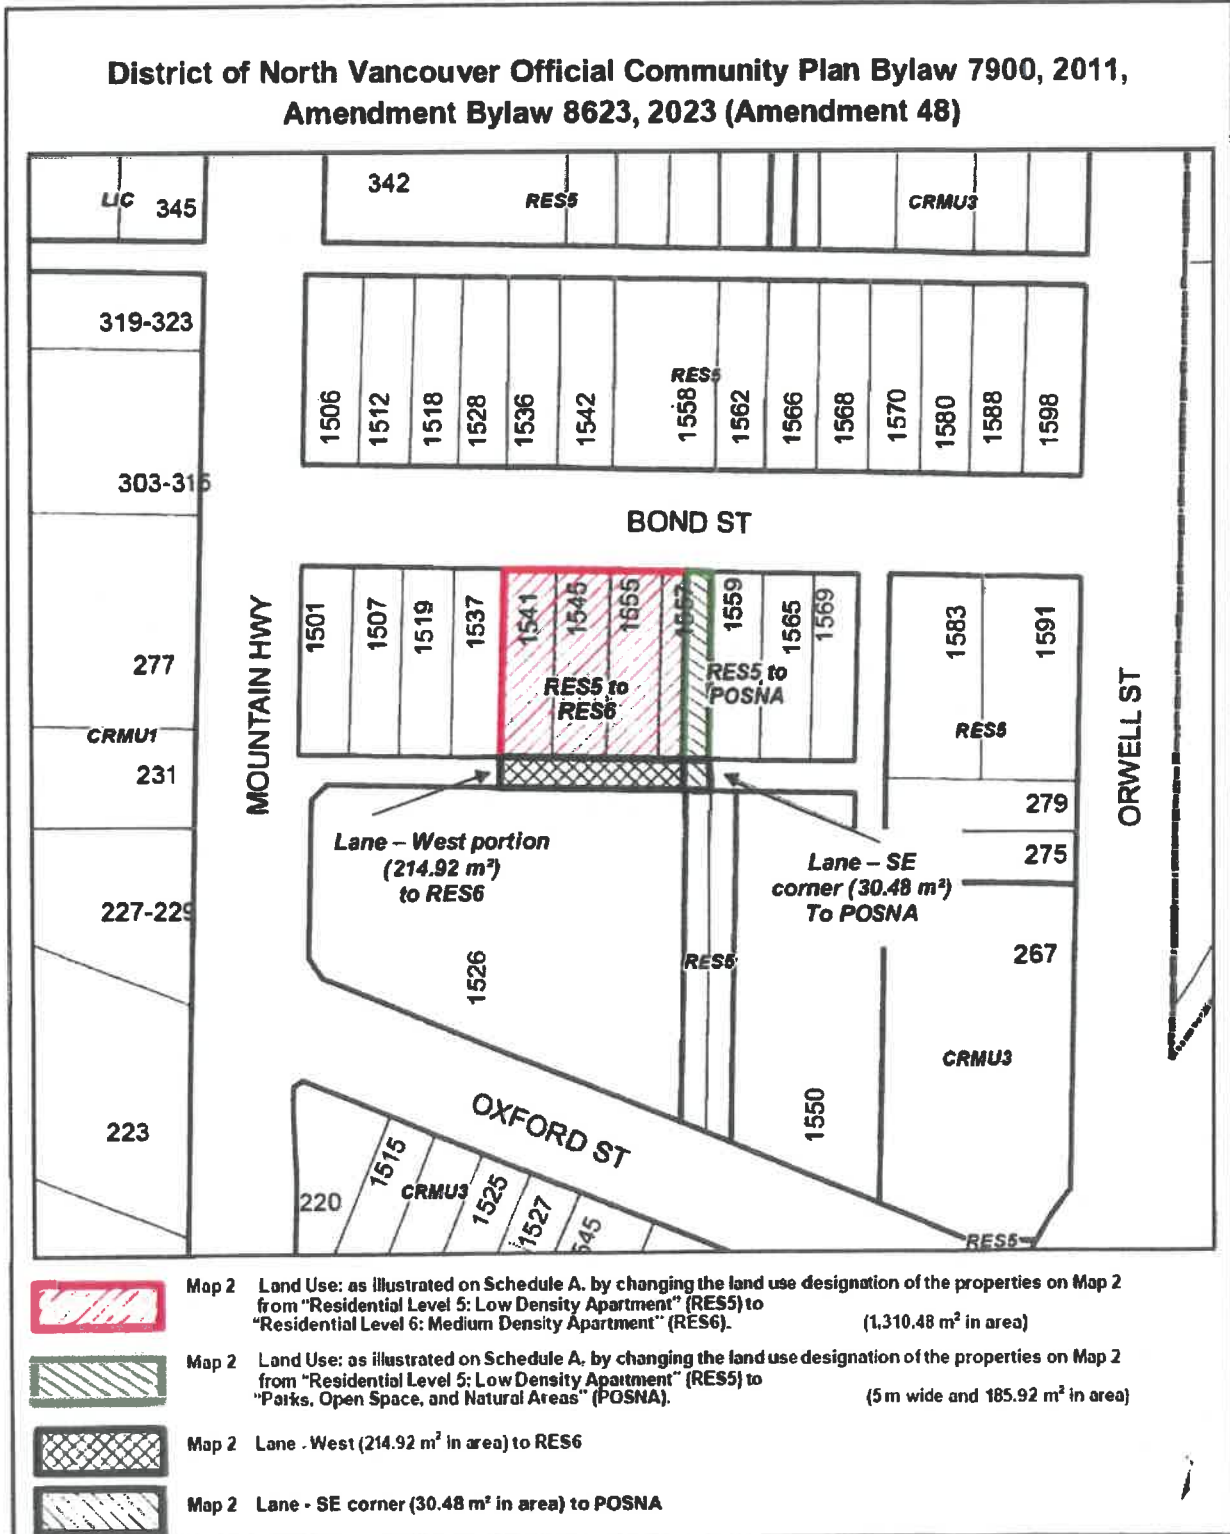 District of North Vancouver Official Community Plan Bylaw 7900, 2011,
Amendment Bylaw 8623, 2023 (Amendment 48)
LIC 345
342
RES5
CRMU3
319-323
RES5
1506
1512
1518
1528
1536
1542
1558
1562
1566
1568
1570
1580
1588
1598
303-315
BOND ST
1501
1507
1519
1537
1541
1545
1555
1557
1559
1565
1569
1583
1591
277
MOUNTAIN HWY
RES5 to
RES6
RES5 to
POSNA
RES5
ORWELL ST
CRMU1
231
279
275
Lane – West portion
(214.92 m²)
to RES6
Lane – SE
corner (30.48 m²)
To POSNA
227-229
1526
RES5
267
CRMU3
1550
OXFORD ST
223
220
1515
CRMU3
1525
1527
545
RES5
Map 2 Land Use: as illustrated on Schedule A, by changing the land use designation of the properties on Map 2
from "Residential Level 5: Low Density Apartment" (RES5) to
"Residential Level 6: Medium Density Apartment" (RES6). (1,310.48 m² in area)
Map 2 Land Use: as illustrated on Schedule A, by changing the land use designation of the properties on Map 2
from "Residential Level 5: Low Density Apartment" (RES5) to
"Parks, Open Space, and Natural Areas" (POSNA). (5 m wide and 185.92 m² in area)
Map 2 Lane - West (214.92 m² in area) to RES6
Map 2 Lane - SE corner (30.48 m² in area) to POSNA